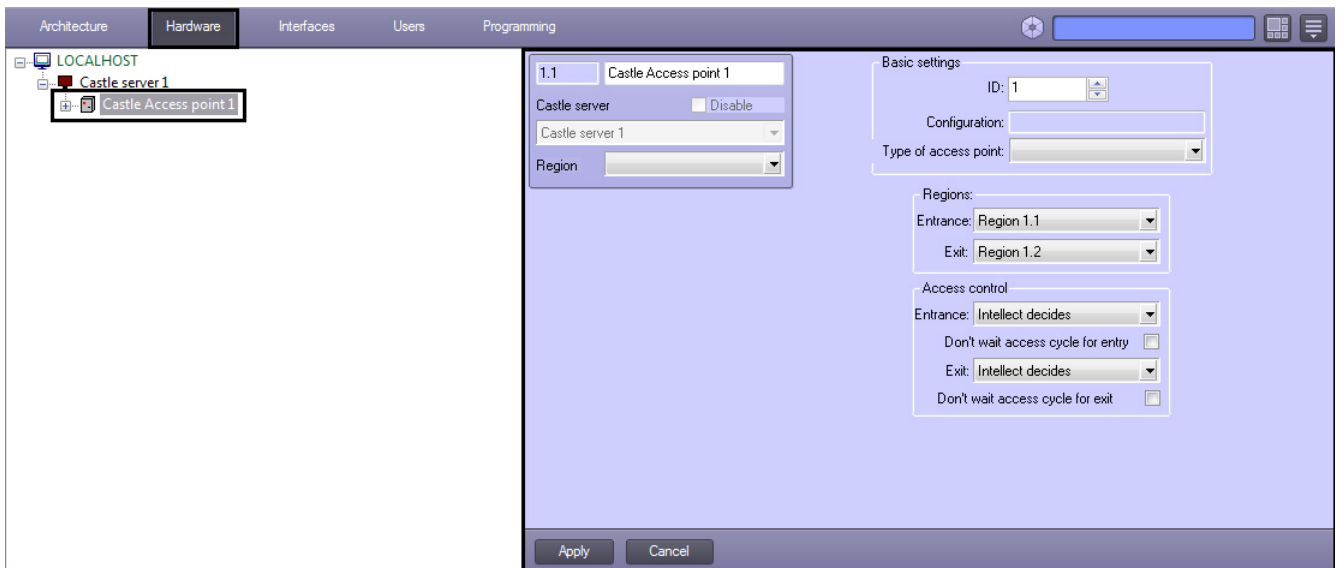 Architecture Hardware Interfaces Users Programming
LOCALHOST
Castle server 1
Castle Access point 1
1.1 Castle Access point 1
Castle server Disable
Castle server 1
Region
Basic settings
ID: 1
Configuration:
Type of access point:
Regions:
Entrance: Region 1.1
Exit: Region 1.2
Access control
Entrance: Intellect decides
Don't wait access cycle for entry
Exit: Intellect decides
Don't wait access cycle for exit
Apply Cancel